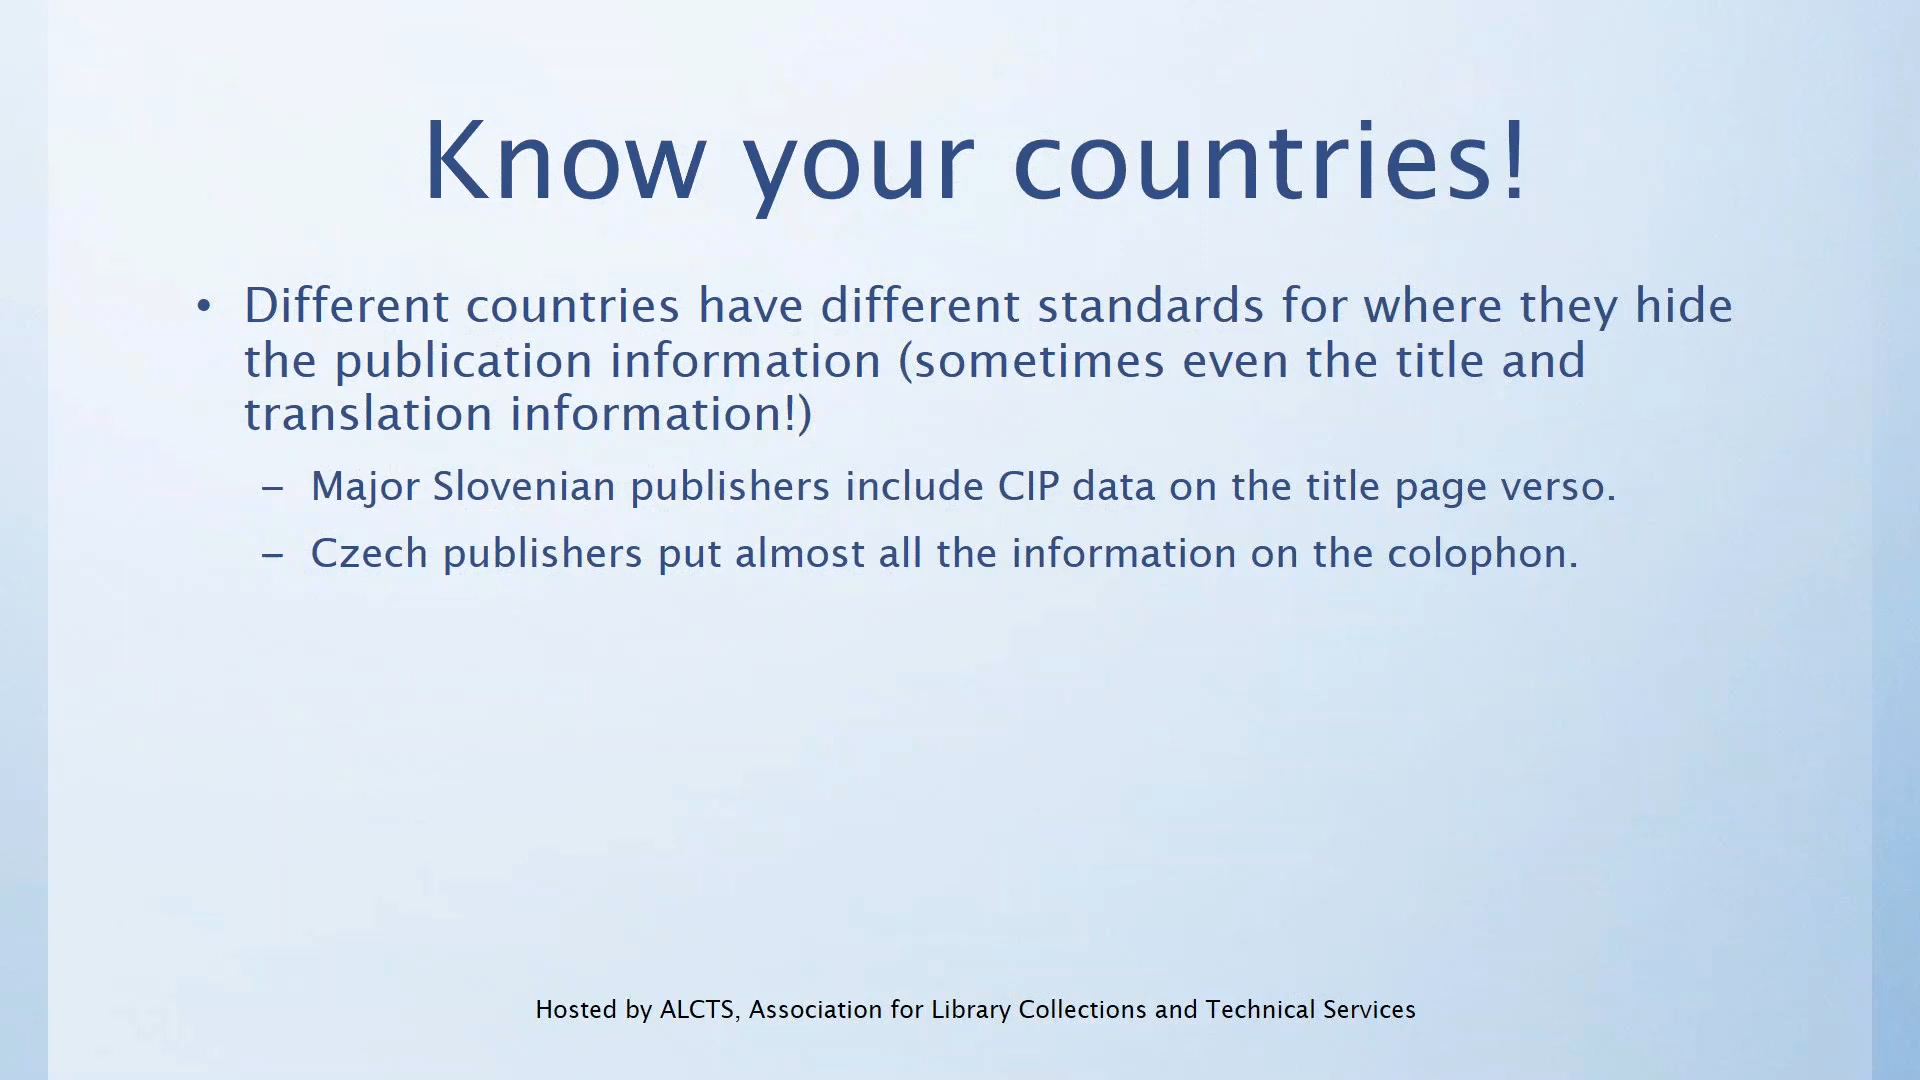 Know your countries!
• Different countries have different standards for where they hide
the publication information (sometimes even the title and
translation information!)
– Major Slovenian publishers include CIP data on the title page verso.
– Czech publishers put almost all the information on the colophon.
Hosted by ALCTS, Association for Library Collections and Technical Services